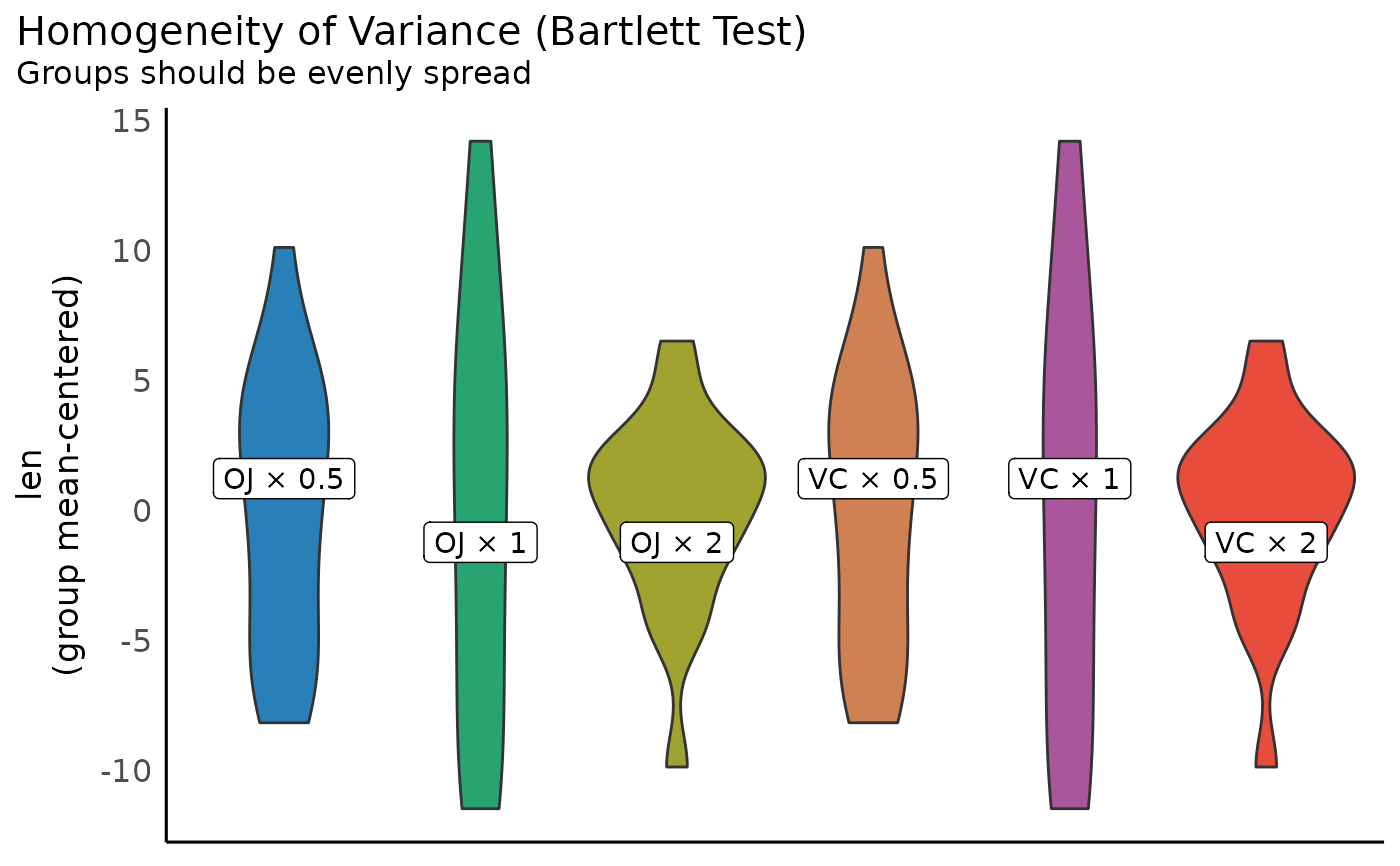 Homogeneity of Variance (Bartlett Test)
Groups should be evenly spread
len
(group mean-centered)
15
10
5
0
-5
-10
OJ × 0.5
OJ × 1
OJ × 2
VC × 0.5
VC × 1
VC × 2